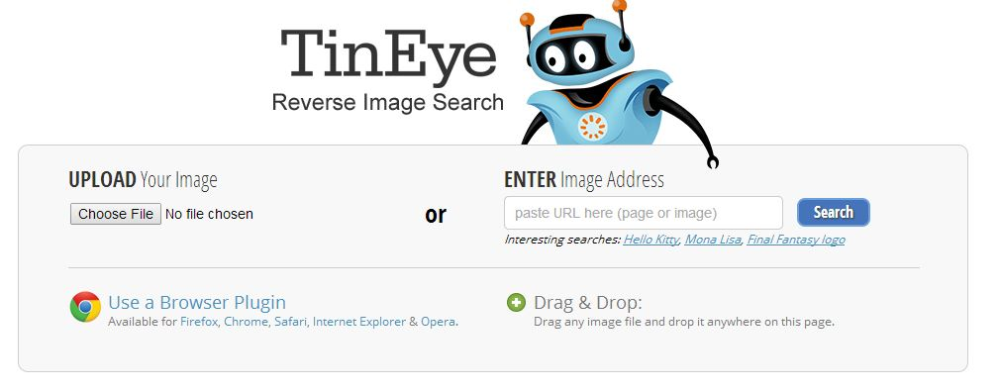 TinEye
Reverse Image Search
UPLOAD Your Image
Choose File No file chosen
or
ENTER Image Address
paste URL here (page or image)
Search
Interesting searches: Hello Kitty, Mona Lisa, Final Fantasy logo
Use a Browser Plugin
Available for Firefox, Chrome, Safari, Internet Explorer & Opera.
Drag & Drop:
Drag any image file and drop it anywhere on this page.